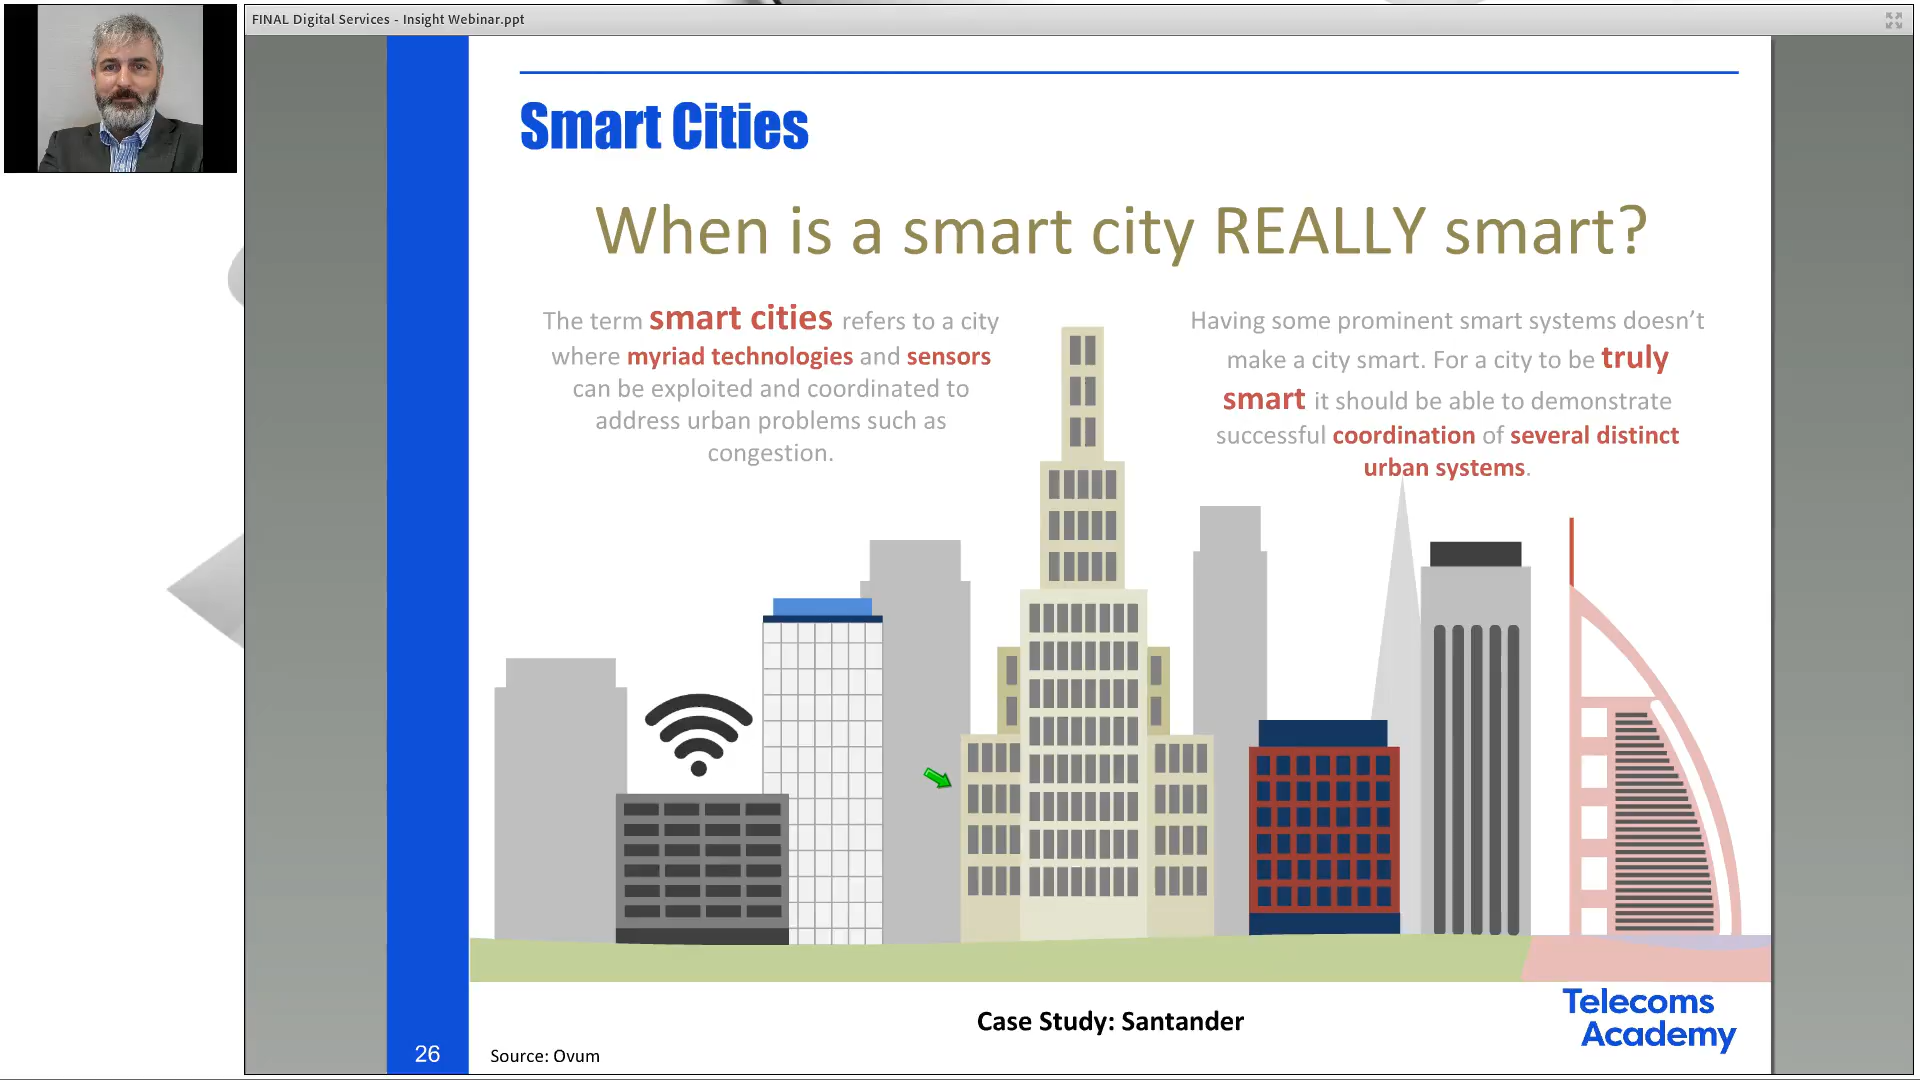 FINAL Digital Services - Insight Webinar.ppt
Smart Cities
When is a smart city REALLY smart?
The term smart cities refers to a city
where myriad technologies and sensors
can be exploited and coordinated to
address urban problems such as
congestion.
Having some prominent smart systems doesn’t
make a city smart. For a city to be truly
smart it should be able to demonstrate
successful coordination of several distinct
urban systems.
Case Study: Santander
Telecoms
Academy
26
Source: Ovum